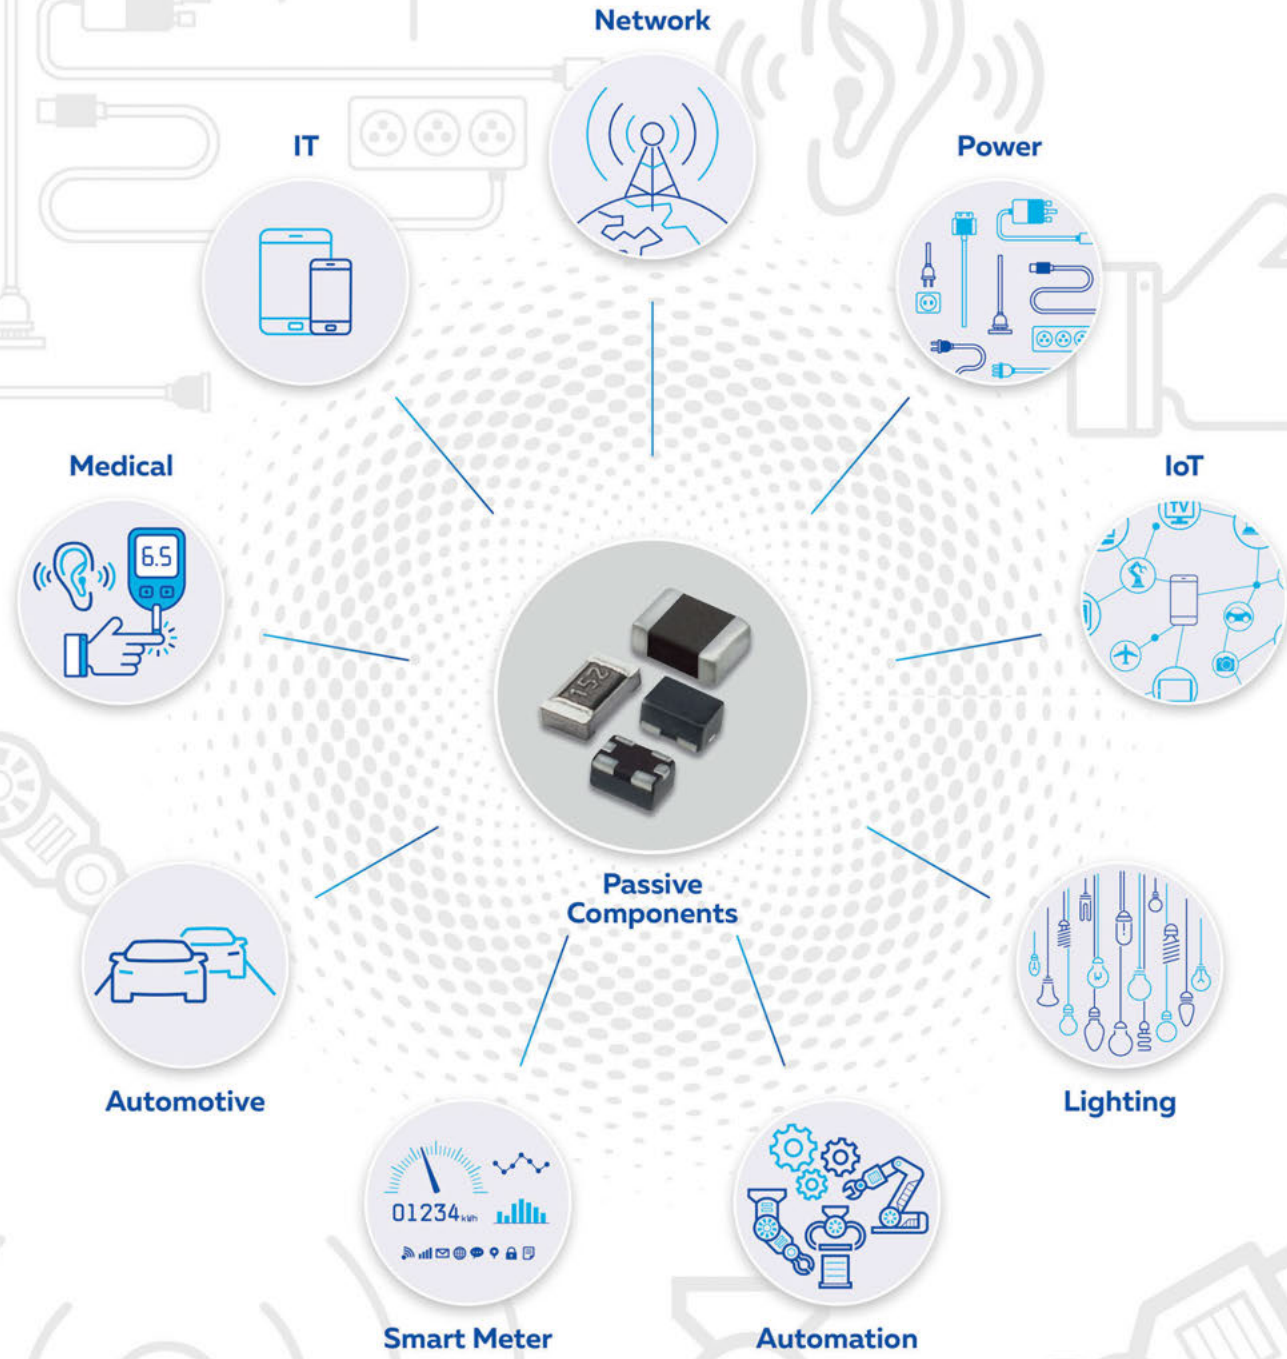 Network
IT
Power
Medical
IoT
TV
6.5
152
Passive
Components
Automotive
Lighting
01234 kWh
Smart Meter
Automation